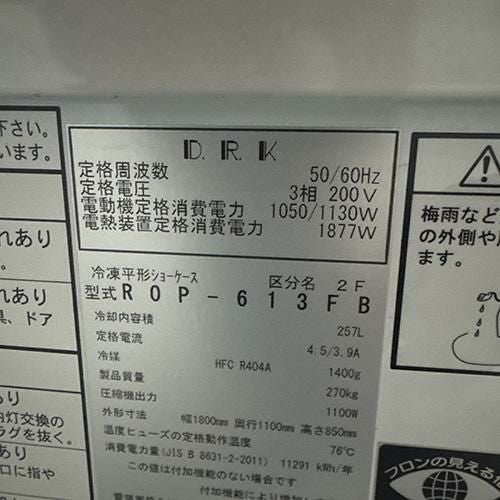 下さい。
います。
れあり
。
れあり
具、ドア
あり
内灯交換の
ラグを抜い
あり
口に指や
D. R. K
定格周波数 50/60Hz
定格電圧 3相 200V
電動機定格消費電力 1050/1130W
電熱装置定格消費電力 1877W
冷凍平形ショーケース 区分名 2F
型式 ROP-613FB
冷却内容積 257L
定格電流 4.5/3.9A
冷媒 HFC R404A 1400g
製品質量 270kg
圧縮機出力 1100W
外形寸法 幅1800mm 奥行1100mm 高さ850mm
温度ヒューズの定格動作温度 76℃
消費電力量(JIS B 8631-2-2011) 11291 kWh/年
この値は付加機能のない場合です
梅雨など
の外側や
ます。
フロンの見える